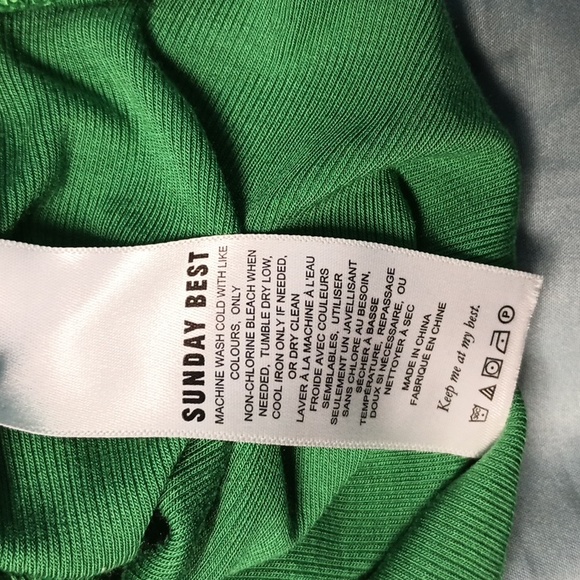 SUNDAY BEST
MACHINE WASH COLD WITH LIKE
COLOURS, ONLY
NON-CHLORINE BLEACH WHEN
NEEDED, TUMBLE DRY LOW,
COOL IRON ONLY IF NEEDED,
OR DRY CLEAN
LAVER À LA MACHINE À L'EAU
FROIDE AVEC COULEURS
SEMBLABLES, UTILISER
SEULEMENT UN JAVELLISANT
SANS CHLORE AU BESOIN,
SÉCHER À BASSE
TEMPÉRATURE, REPASSAGE
DOUX SI NÉCESSAIRE, OU
NETTOYER À SEC
MADE IN CHINA
FABRIQUÉ EN CHINE
Keep me at my best.